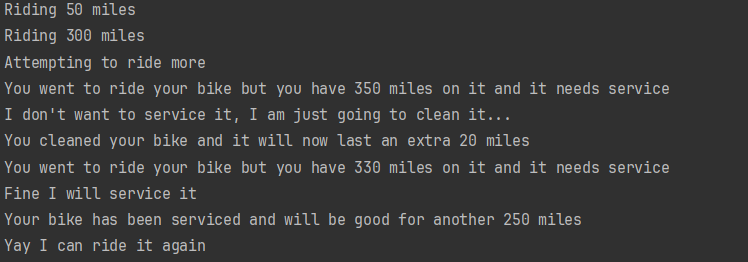 Riding 50 miles
Riding 300 miles
Attempting to ride more
You went to ride your bike but you have 350 miles on it and it needs service
I don't want to service it, I am just going to clean it...
You cleaned your bike and it will now last an extra 20 miles
You went to ride your bike but you have 330 miles on it and it needs service
Fine I will service it
Your bike has been serviced and will be good for another 250 miles
Yay I can ride it again